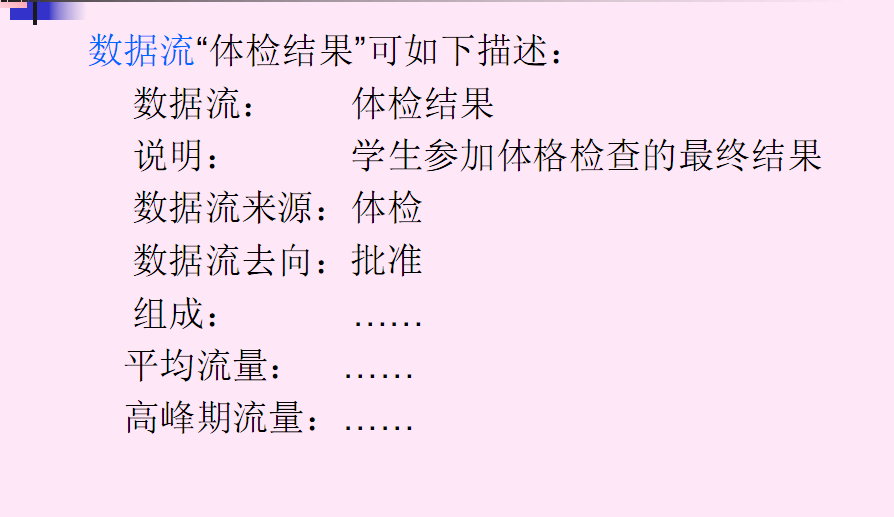 数据流“体检结果”可如下描述：
数据流： 体检结果
说明： 学生参加体格检查的最终结果
数据流来源：体检
数据流去向：批准
组成： ……
平均流量： ……
高峰期流量：……